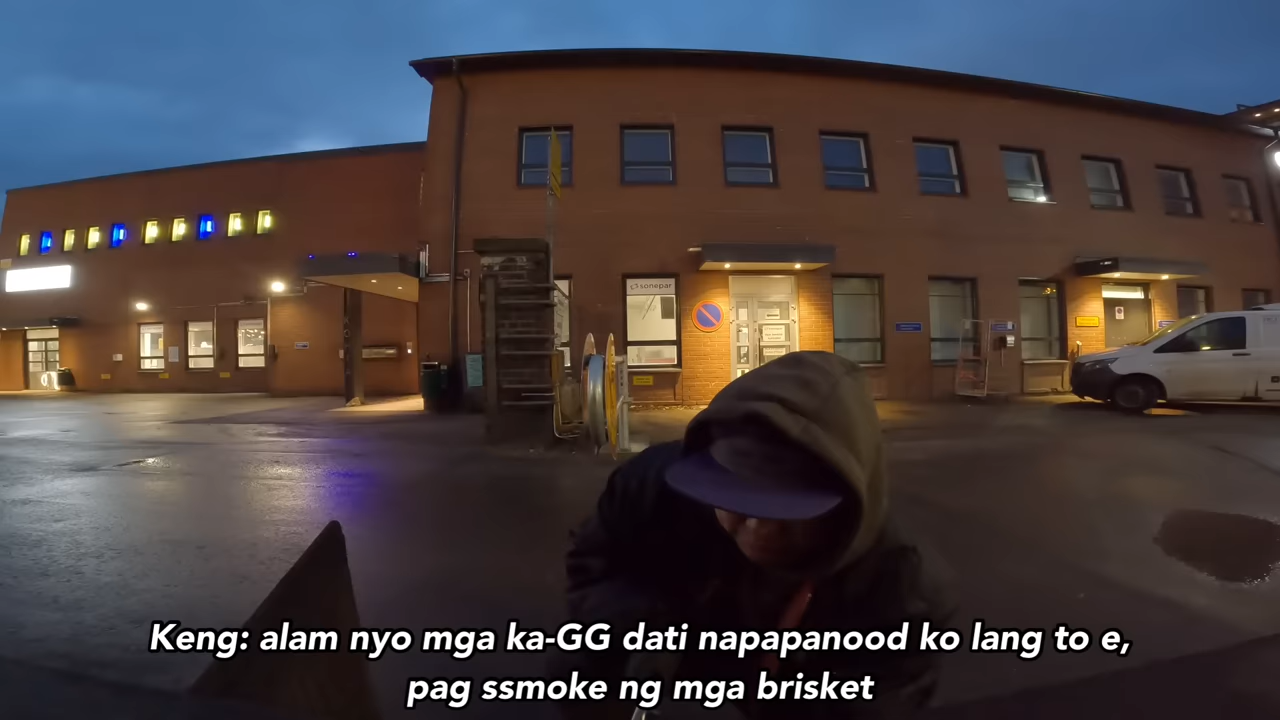 sonepar
Keng: alam nyo mga ka-GG dati napapanood ko lang to e,
pag ssmoke ng mga brisket